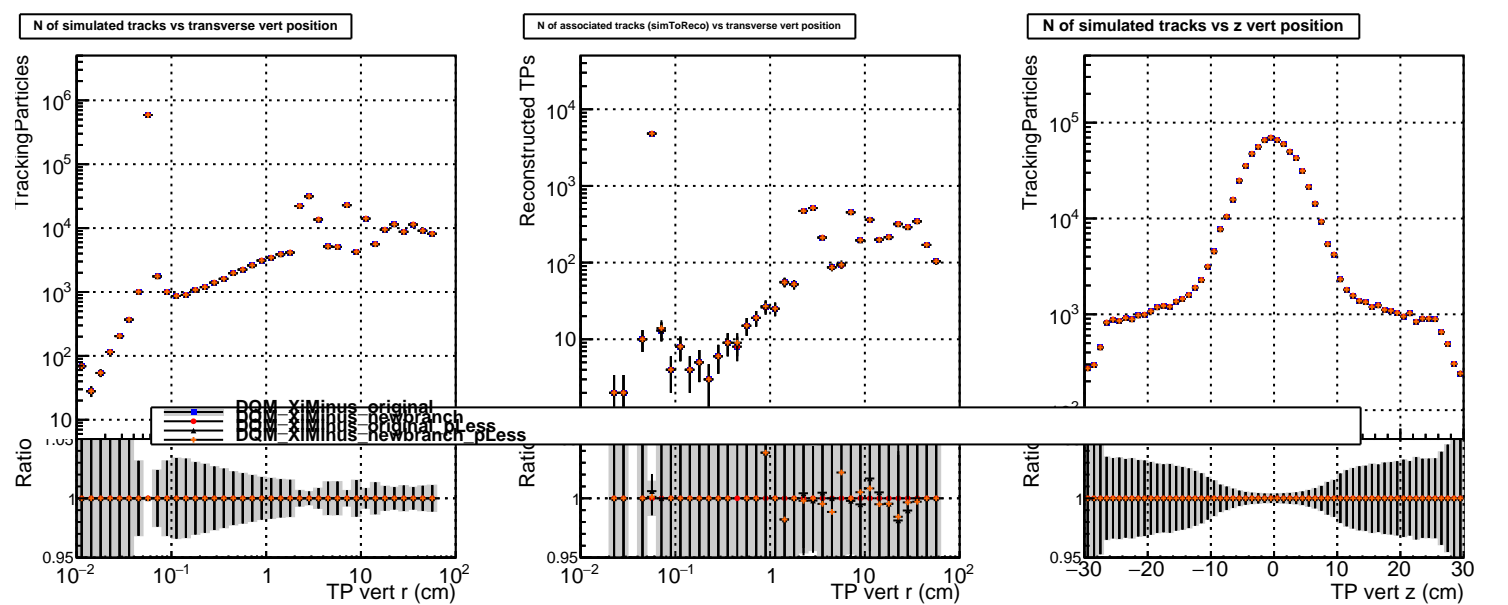 N of simulated tracks vs transverse vert position
N of associated tracks (simToReco) vs transverse vert position
N of simulated tracks vs z vert position
TrackingParticles
10^6
10^5
10^4
10^3
10^2
10
Reconstructed TPs
10^4
10^3
10^2
10
TrackingParticles
10^5
10^4
10^3
DQM_XiMinus_original
DQM_XiMinus_newbranch
DQM_XiMinus_original_pLess
DQM_XiMinus_newbranch_pLess
Ratio
1
0.95
10^−2
10^−1
1
10
10^2
TP vert r (cm)
1
0.95
10^−2
10^−1
1
10
10^2
TP vert r (cm)
1
0.95
−30
−20
−10
0
10
20
30
TP vert z (cm)